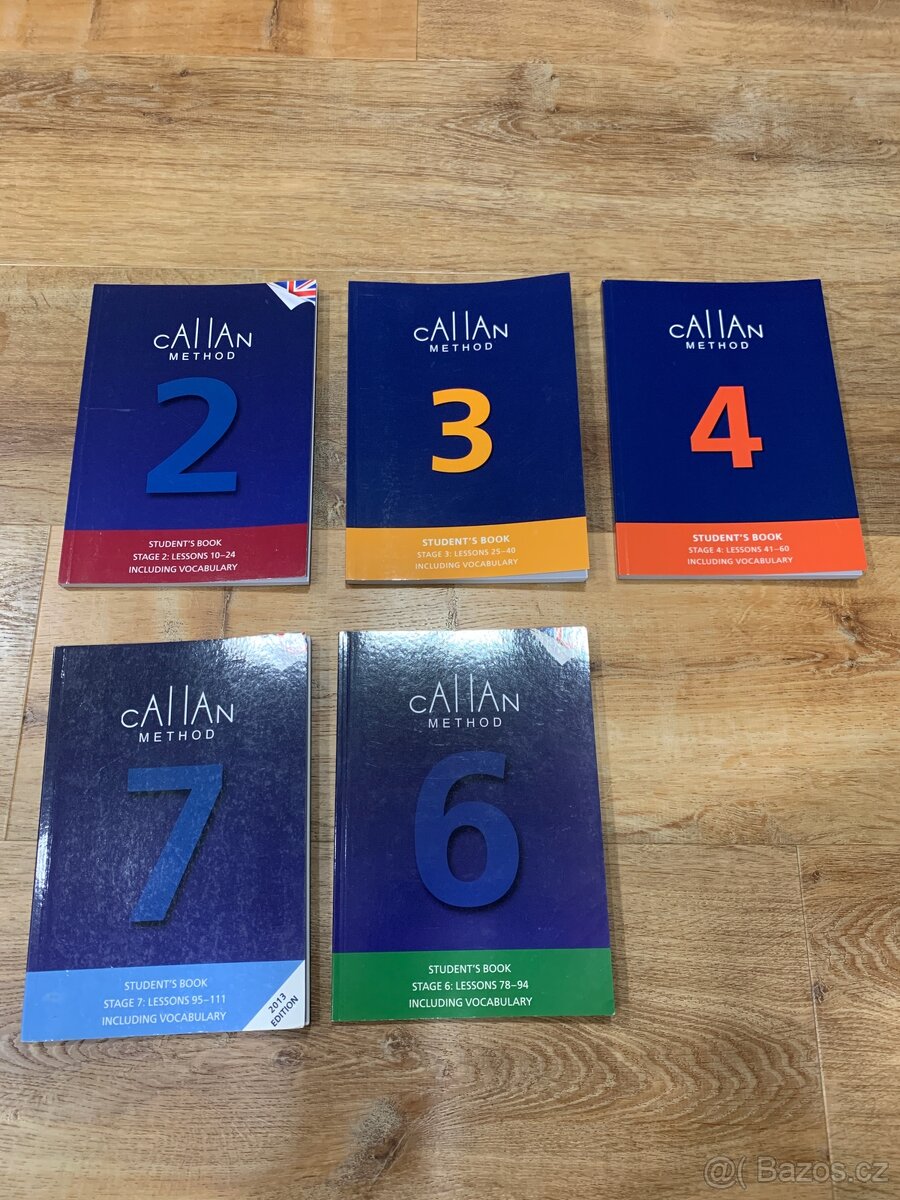 cAllAN
METHOD
2
STUDENT'S BOOK
STAGE 2: LESSONS 10–24
INCLUDING VOCABULARY
cAllAN
METHOD
3
STUDENT'S BOOK
STAGE 3: LESSONS 25–40
INCLUDING VOCABULARY
cAllAN
METHOD
4
STUDENT'S BOOK
STAGE 4: LESSONS 41–60
INCLUDING VOCABULARY
cAllAN
METHOD
7
STUDENT'S BOOK
STAGE 7: LESSONS 95–111
INCLUDING VOCABULARY
2013
EDITION
cAllAN
METHOD
6
STUDENT'S BOOK
STAGE 6: LESSONS 78–94
INCLUDING VOCABULARY
@( Bazos.cz